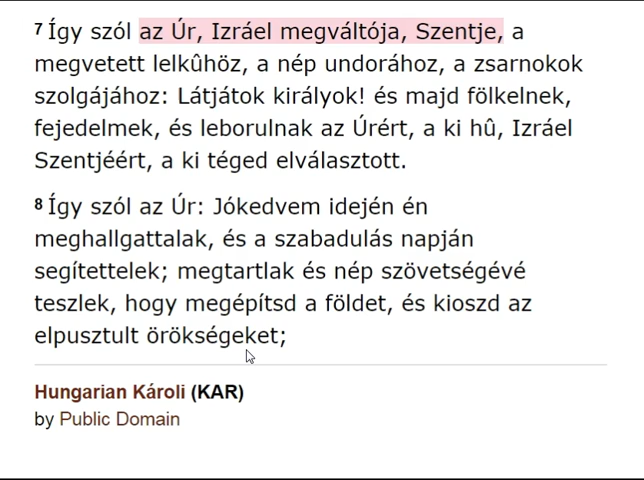 7 Így szól az Úr, Izráel megváltója, Szentje, a
megvetett lelkûhöz, a nép undorához, a zsarnokok
szolgájához: Látjátok királyok! és majd fölkelnek,
fejedelmek, és leborulnak az Úrért, a ki hû, Izráel
Szentjéért, a ki téged elválasztott.
8 Így szól az Úr: Jókedvem idején én
meghallgattalak, és a szabadulás napján
segítettelek; megtartlak és nép szövetségévé
teszlek, hogy megépítsd a földet, és kioszd az
elpusztult örökségeket;
Hungarian Károli (KAR)
by Public Domain